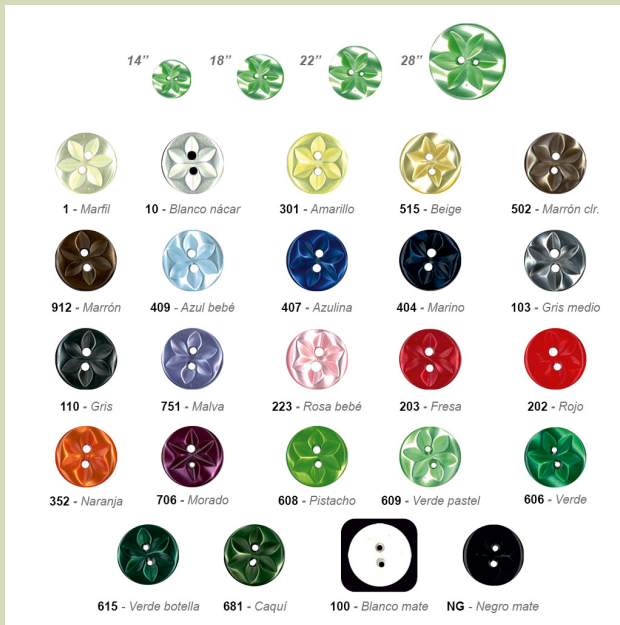 14” 18” 22” 28”
1 - Marfil 10 - Blanco nácar 301 - Amarillo 515 - Beige 502 - Marrón clr.
912 - Marrón 409 - Azul bebé 407 - Azulina 404 - Marino 103 - Gris medio
110 - Gris 751 - Malva 223 - Rosa bebé 203 - Fresa 202 - Rojo
352 - Naranja 706 - Morado 608 - Pistacho 609 - Verde pastel 606 - Verde
615 - Verde botella 681 - Caquí 100 - Blanco mate NG - Negro mate